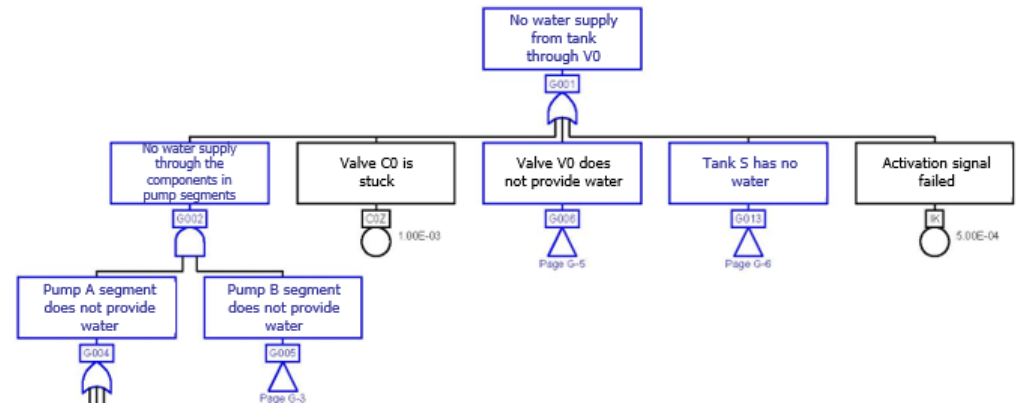 No water supply
from tank
through V0
G001
No water supply
through the
components in
pump segments
G002
Valve C0 is
stuck
C0Z
1.00E-03
Valve V0 does
not provide water
G006
Page G-5
Tank S has no
water
G013
Page G-6
Activation signal
failed
IK
5.00E-04
Pump A segment
does not provide
water
G004
Pump B segment
does not provide
water
G005
Page G-3